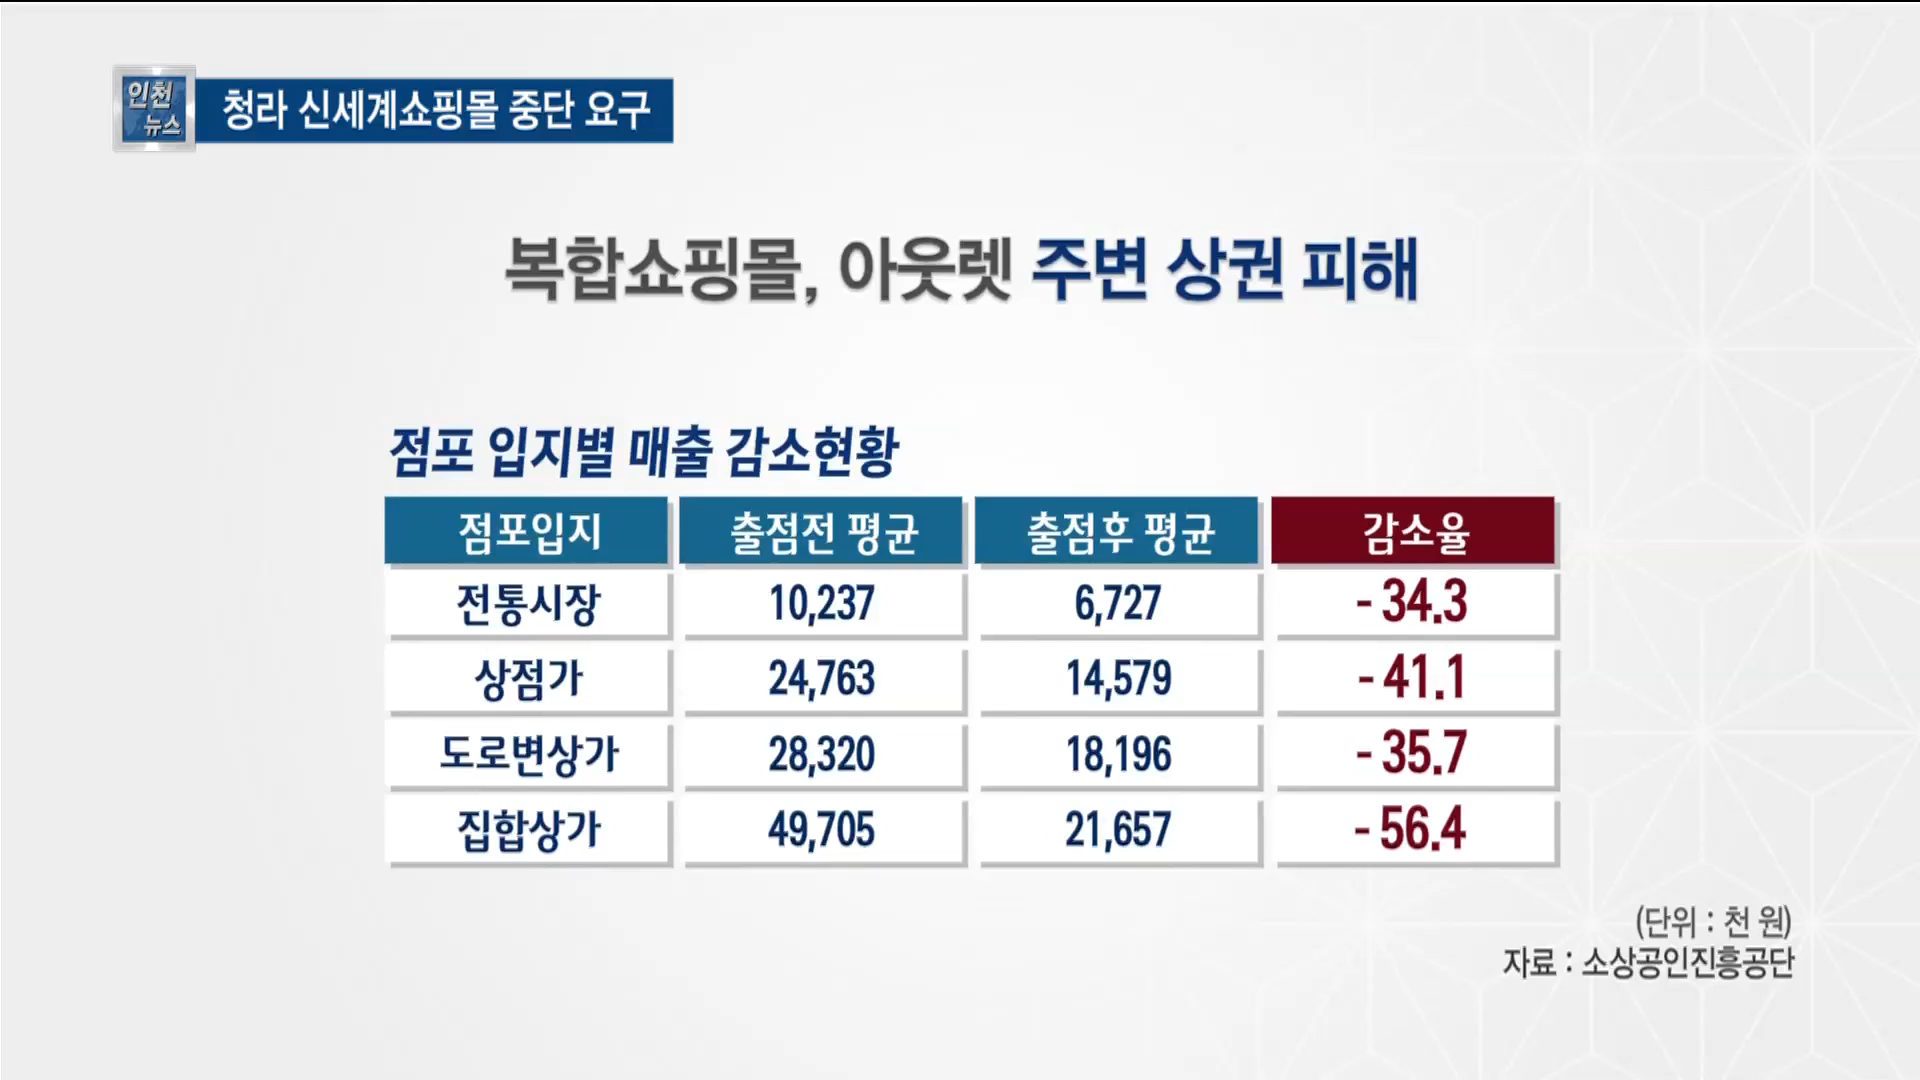 인천
뉴스
청라 신세계쇼핑몰 중단 요구
복합쇼핑몰, 아웃렛 주변 상권 피해
점포 입지별 매출 감소현황
점포입지 출점전 평균 출점후 평균 감소율
전통시장 10,237 6,727 - 34.3
상점가 24,763 14,579 - 41.1
도로변상가 28,320 18,196 - 35.7
집합상가 49,705 21,657 - 56.4
(단위 : 천 원)
자료 : 소상공인진흥공단